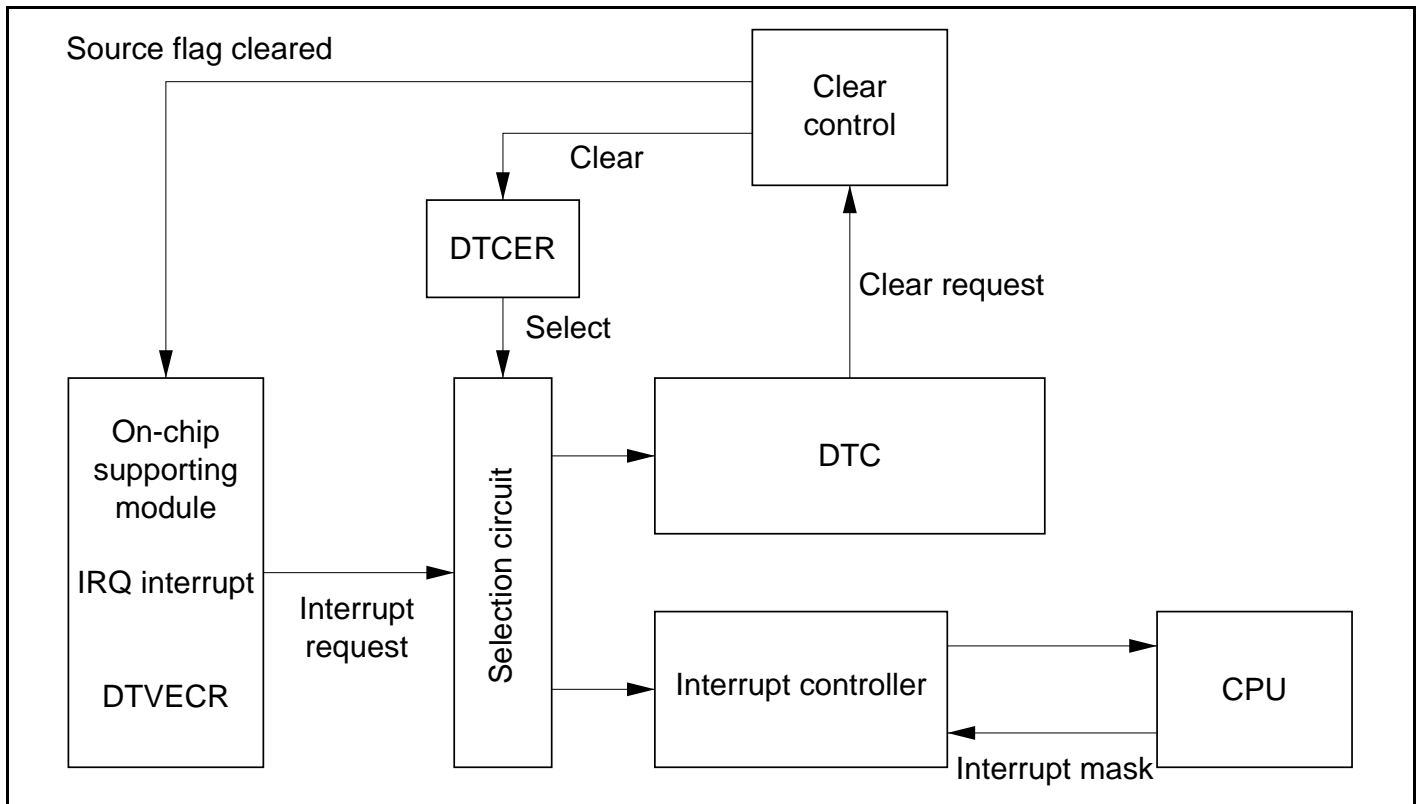 Source flag cleared
Clear
control
Clear
DTCER
Clear request
Select
On-chip
supporting
module
IRQ interrupt
DTVECR
Interrupt
request
Selection circuit
DTC
Interrupt controller
CPU
Interrupt mask